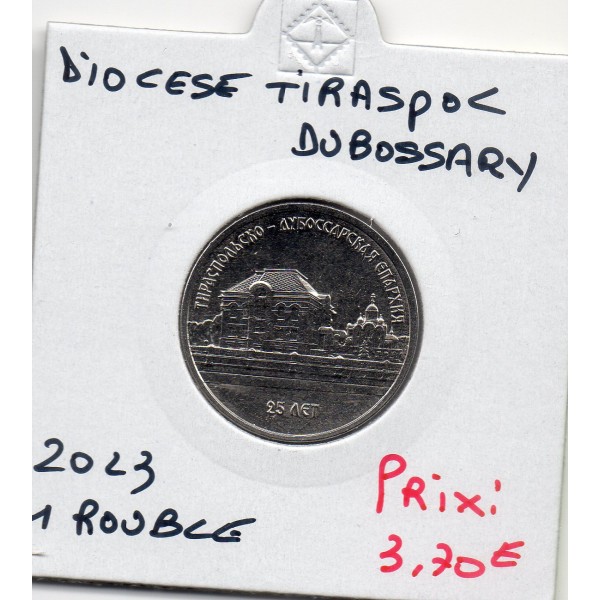 DIOCESE TIRASPOL
DUBOSSARY
ТИРАСПОЛЬСКО - ДУБОССАРСКАЯ ЕПАРХИЯ
25 ЛЕТ
2023
1 ROUBLE
PRix:
3,70€